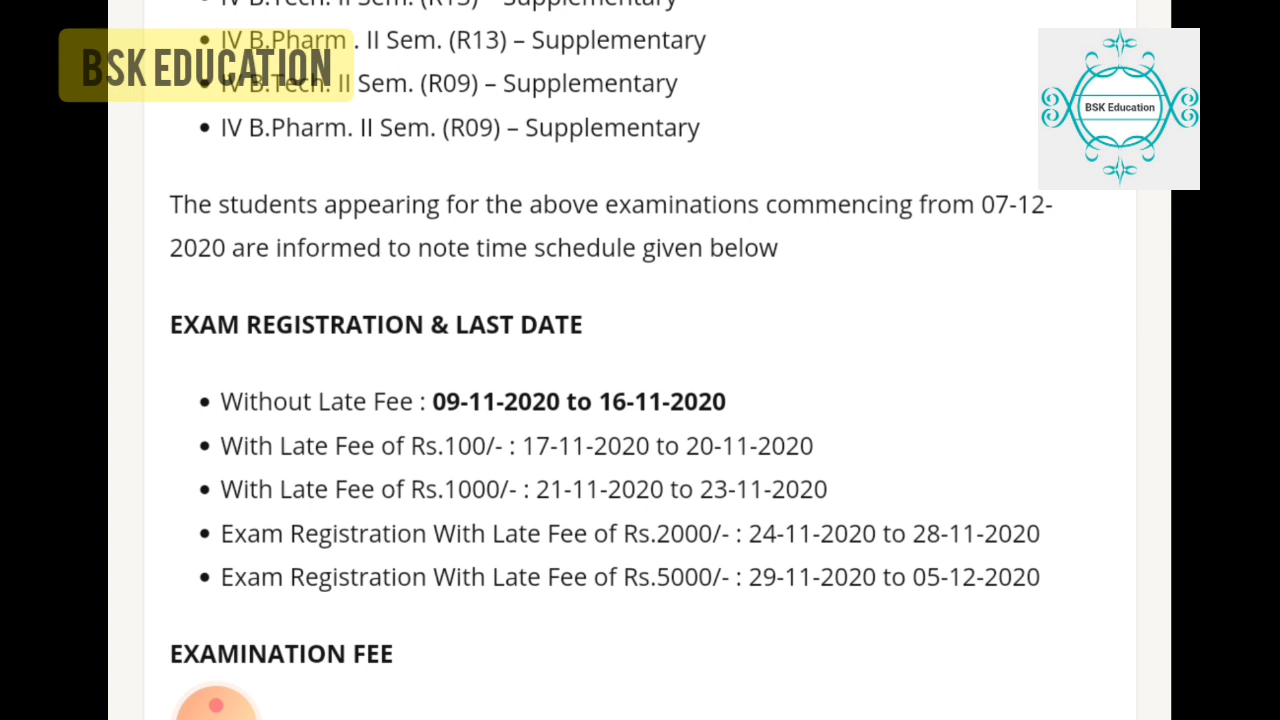 IV B.Tech. II Sem. (R13) – Supplementary
IV B.Pharm . II Sem. (R13) – Supplementary
BSK EDUCATION
IV B.Tech. II Sem. (R09) – Supplementary
BSK Education
IV B.Pharm. II Sem. (R09) – Supplementary
The students appearing for the above examinations commencing from 07-12-
2020 are informed to note time schedule given below
EXAM REGISTRATION & LAST DATE
Without Late Fee : 09-11-2020 to 16-11-2020
With Late Fee of Rs.100/- : 17-11-2020 to 20-11-2020
With Late Fee of Rs.1000/- : 21-11-2020 to 23-11-2020
Exam Registration With Late Fee of Rs.2000/- : 24-11-2020 to 28-11-2020
Exam Registration With Late Fee of Rs.5000/- : 29-11-2020 to 05-12-2020
EXAMINATION FEE